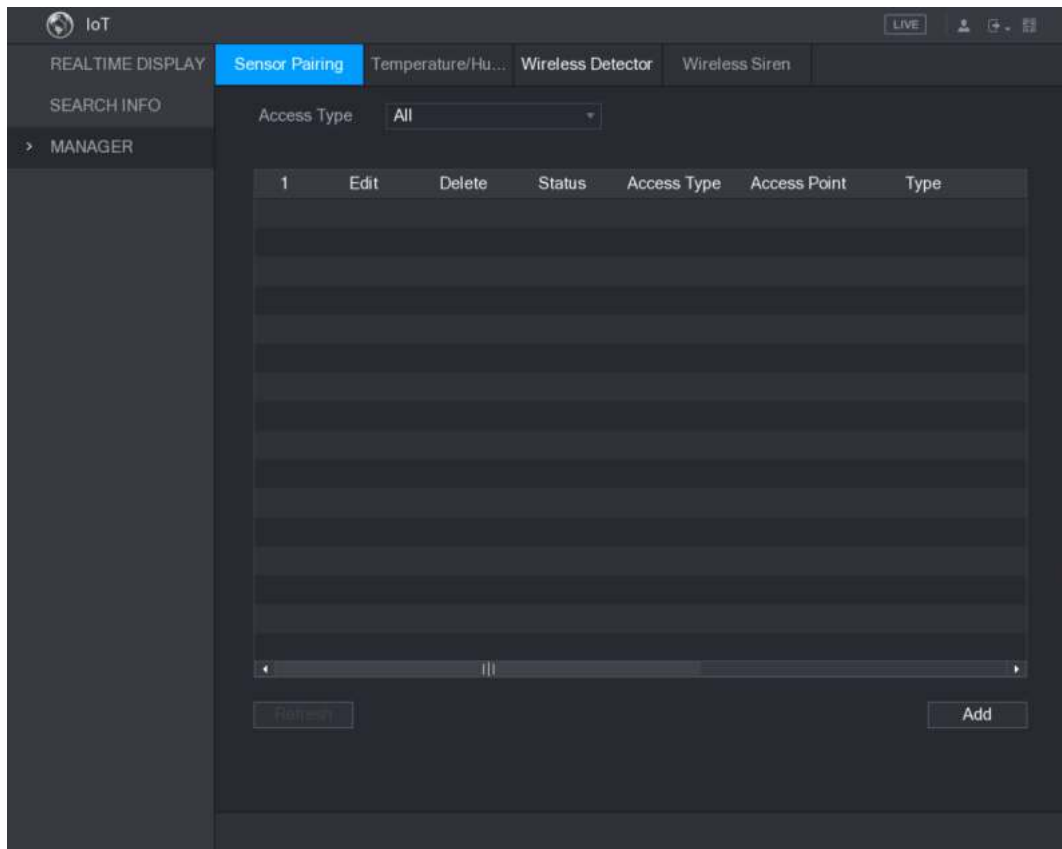 IoT
LIVE
REALTIME DISPLAY
SEARCH INFO
MANAGER
Sensor Pairing
Temperature/Hu...
Wireless Detector
Wireless Siren
Access Type
All
1 Edit Delete Status Access Type Access Point Type
Refresh
Add